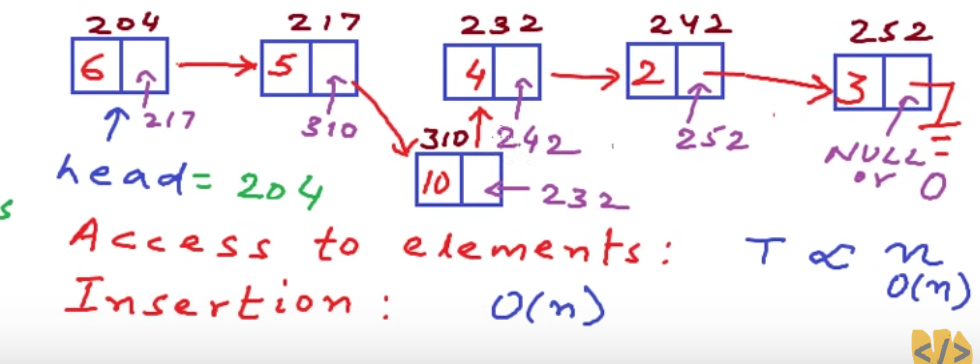 204 217 232 242 252
6 5 4 2 3
217 310 310 242 252 NULL
or 0
10 232
head = 204
s
Access to elements: T ∝ n
O(n)
Insertion: O(n)
</>